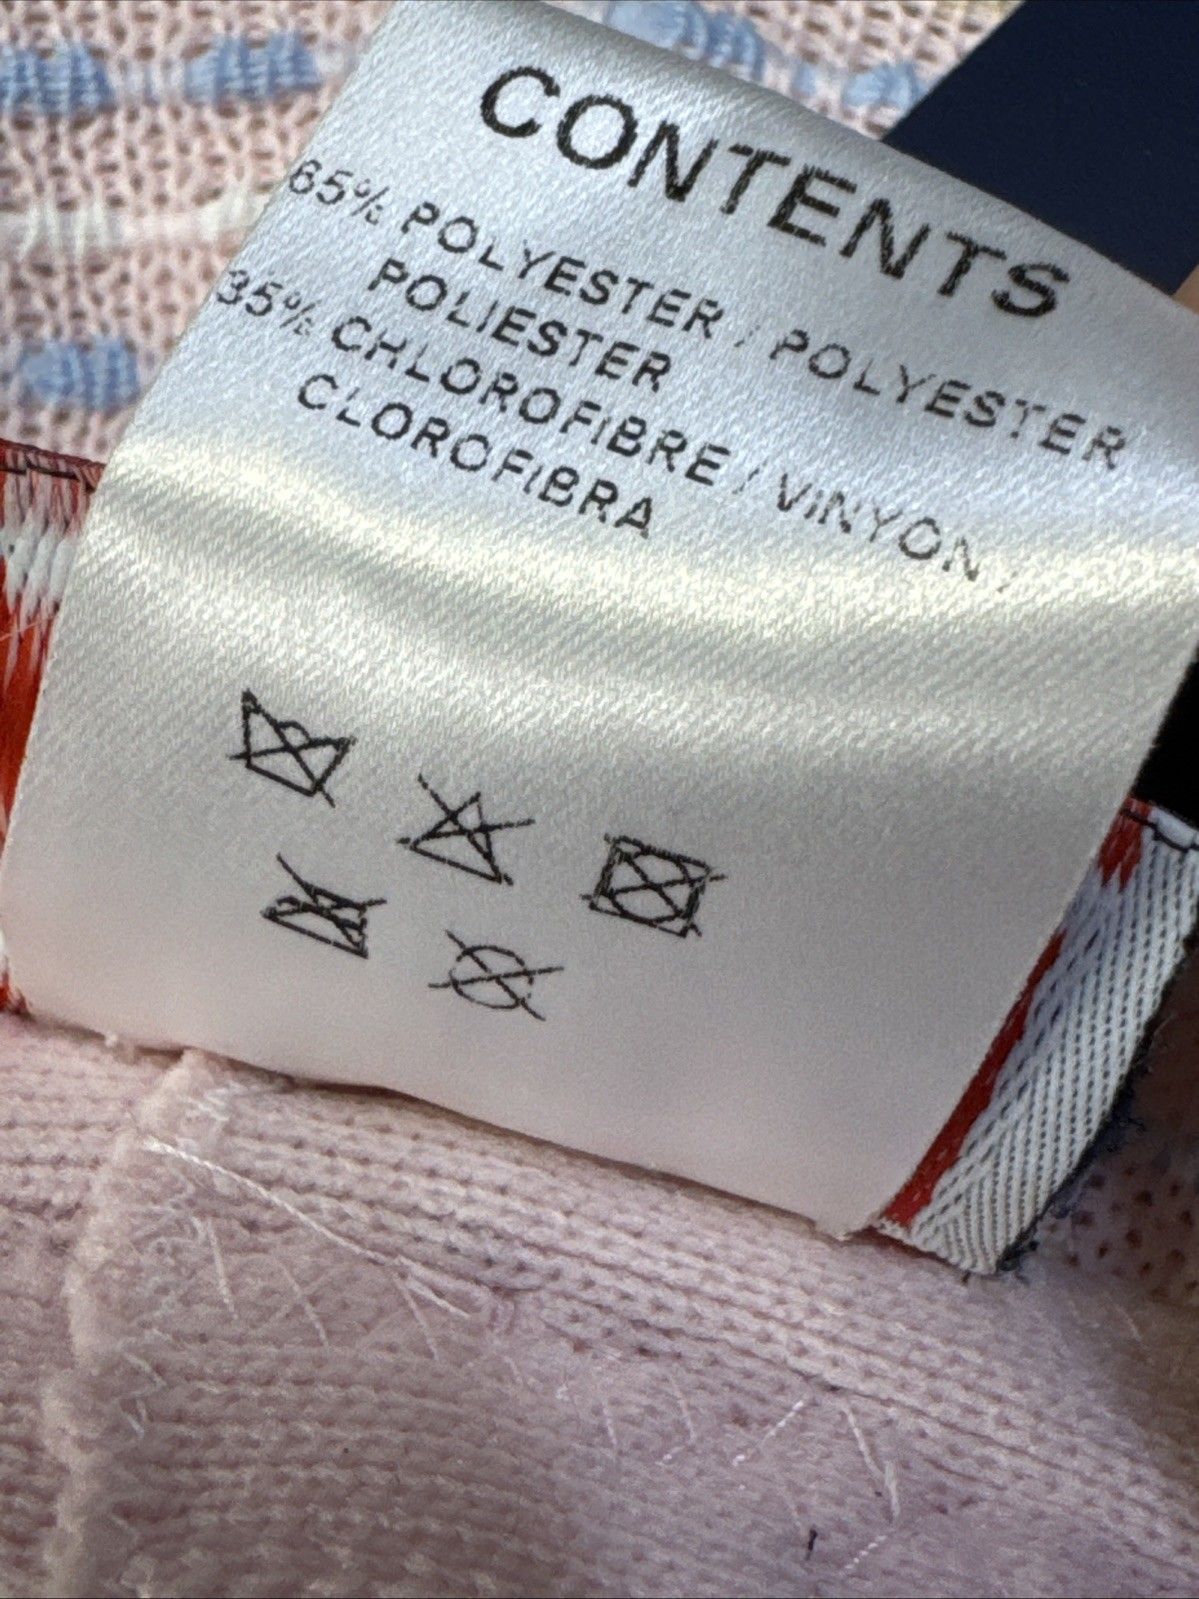 CONTENTS
65% POLYESTER / POLYESTER
POLIESTER
35% CHLOROFIBRE / VINYON /
CLOROFIBRA